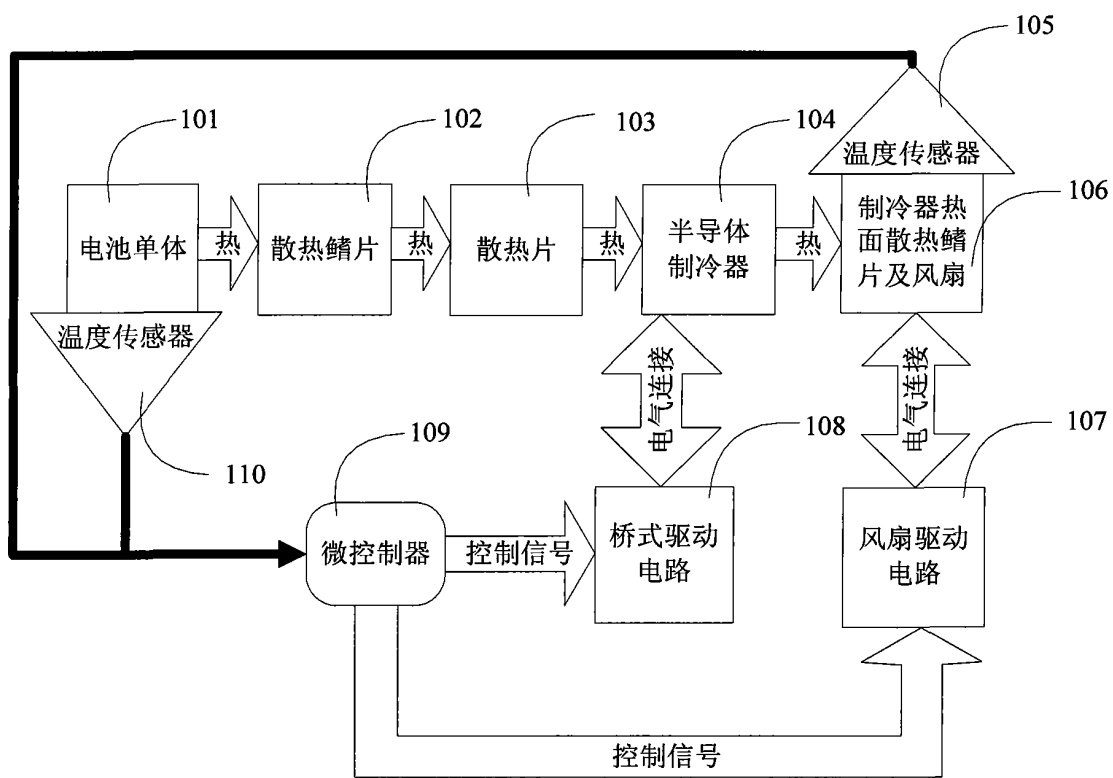 105
101
102
103
104
温度传感器
106
电池单体
热
散热鳍片
热
散热片
热
半导体
制冷器
热
制冷器热
面散热鳍
片及风扇
温度传感器
110
电气连接
电气连接
109
108
107
微控制器
控制信号
桥式驱动
电路
风扇驱动
电路
控制信号